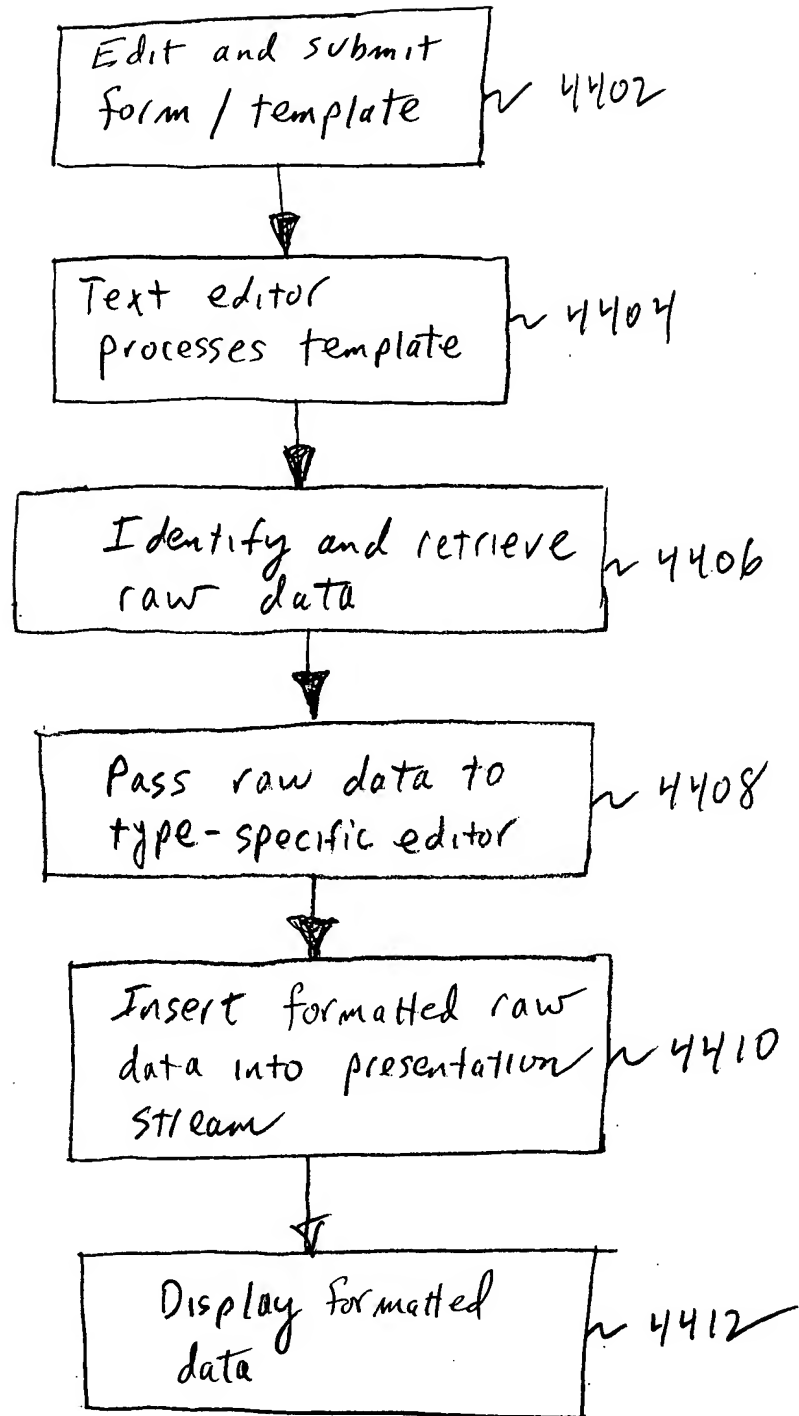 Edit and submit
form / template
4402
Text editor
processes template
4404
Identify and retrieve
raw data
4406
Pass raw data to
type-specific editor
4408
Insert formatted raw
data into presentation
stream
4410
Display formatted
data
4412